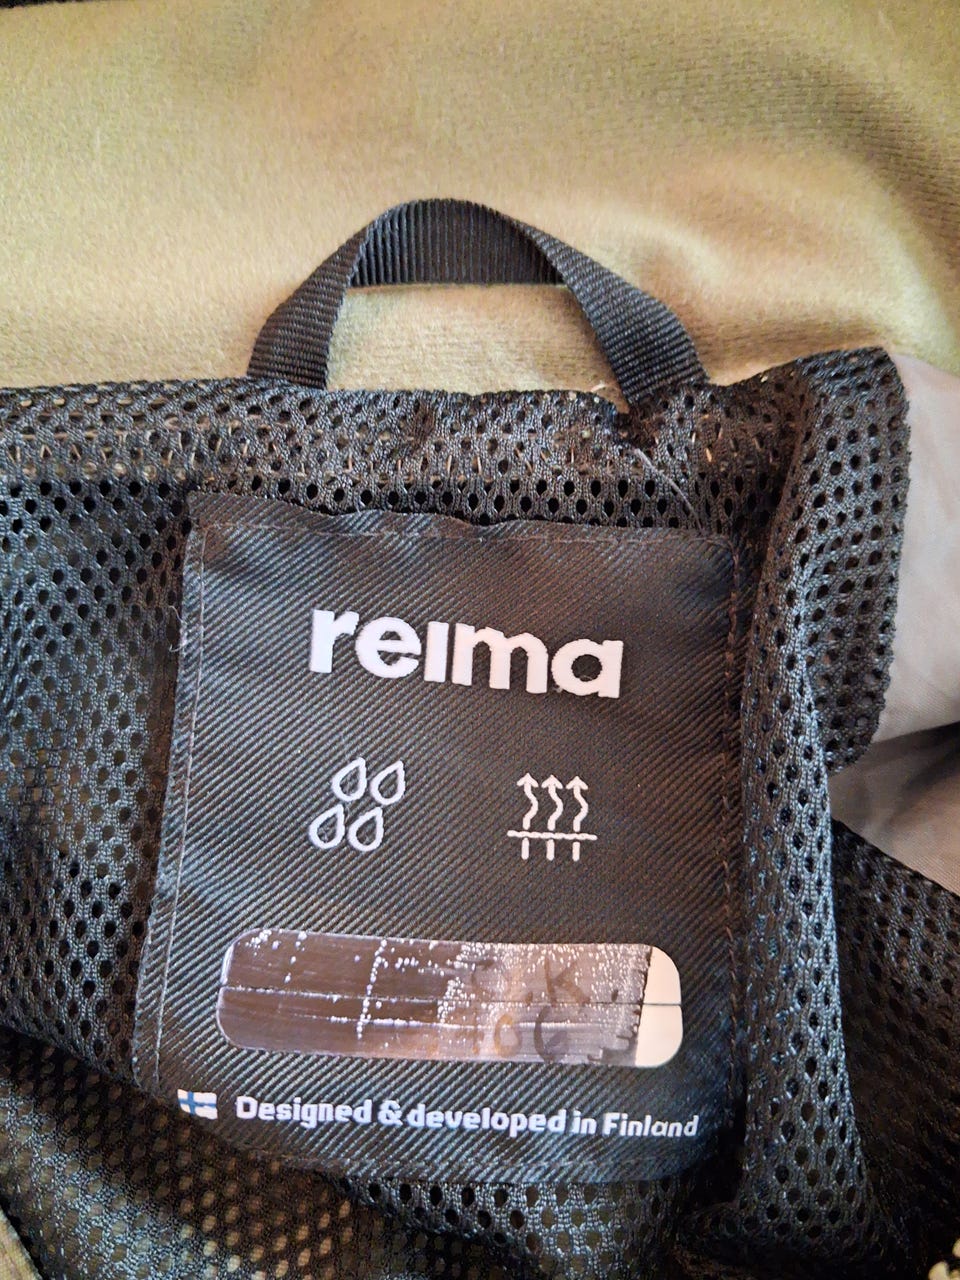 reima
Designed & developed in Finland